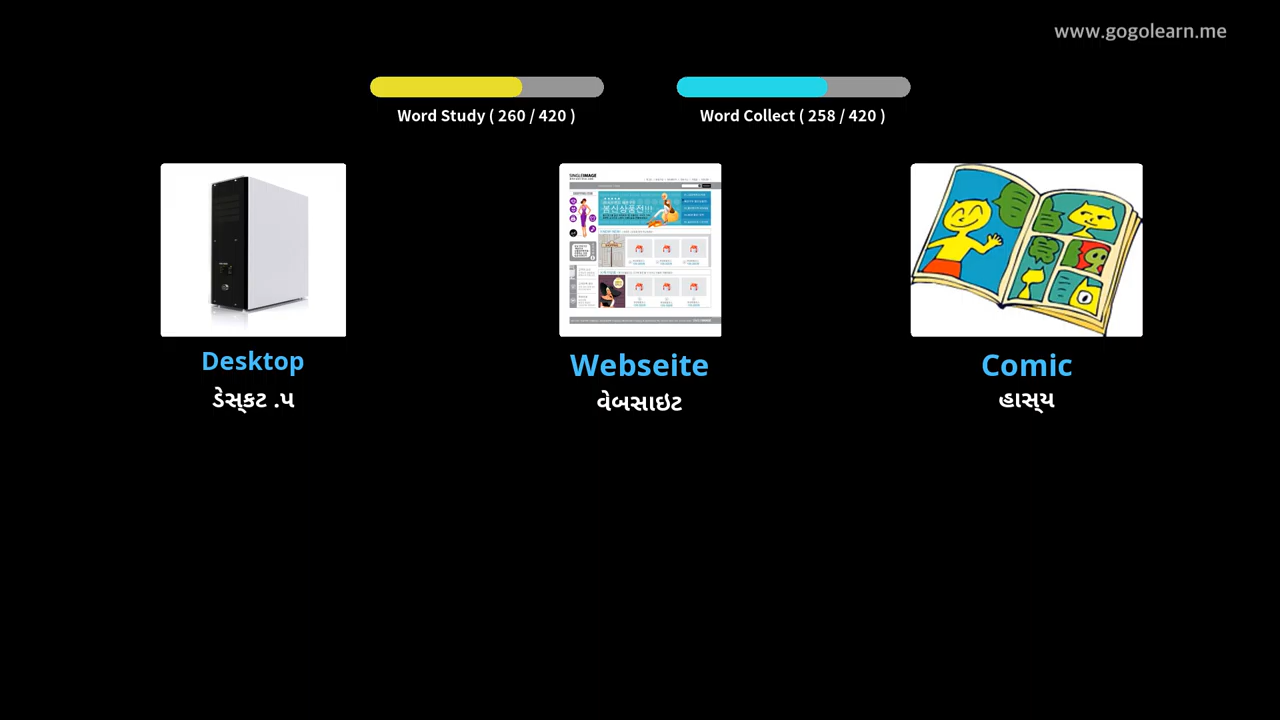 www.gogolearn.me
Word Study ( 260 / 420 )
Word Collect ( 258 / 420 )
Desktop
Webseite
Comic
ડેસ્કટ .પ
વેબસાઇટ
હાસ્ય